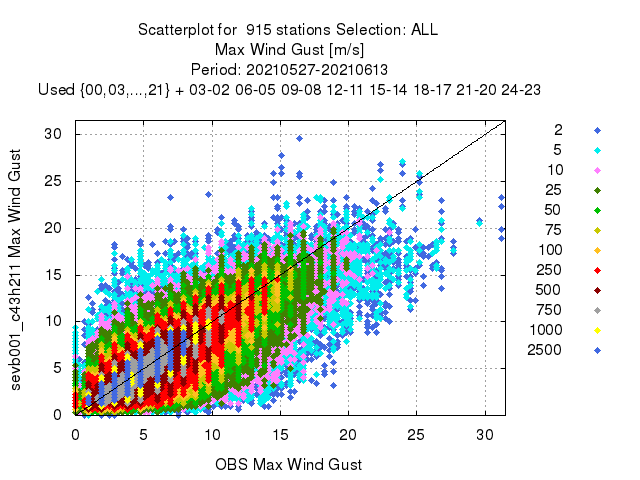 Scatterplot for 915 stations Selection: ALL
Max Wind Gust [m/s]
Period: 20210527-20210613
Used {00,03,...,21} + 03-02 06-05 09-08 12-11 15-14 18-17 21-20 24-23
sevb001_c43h211 Max Wind Gust
30
25
20
15
10
5
0
0 5 10 15 20 25 30
OBS Max Wind Gust
2
5
10
25
50
75
100
250
500
750
1000
2500